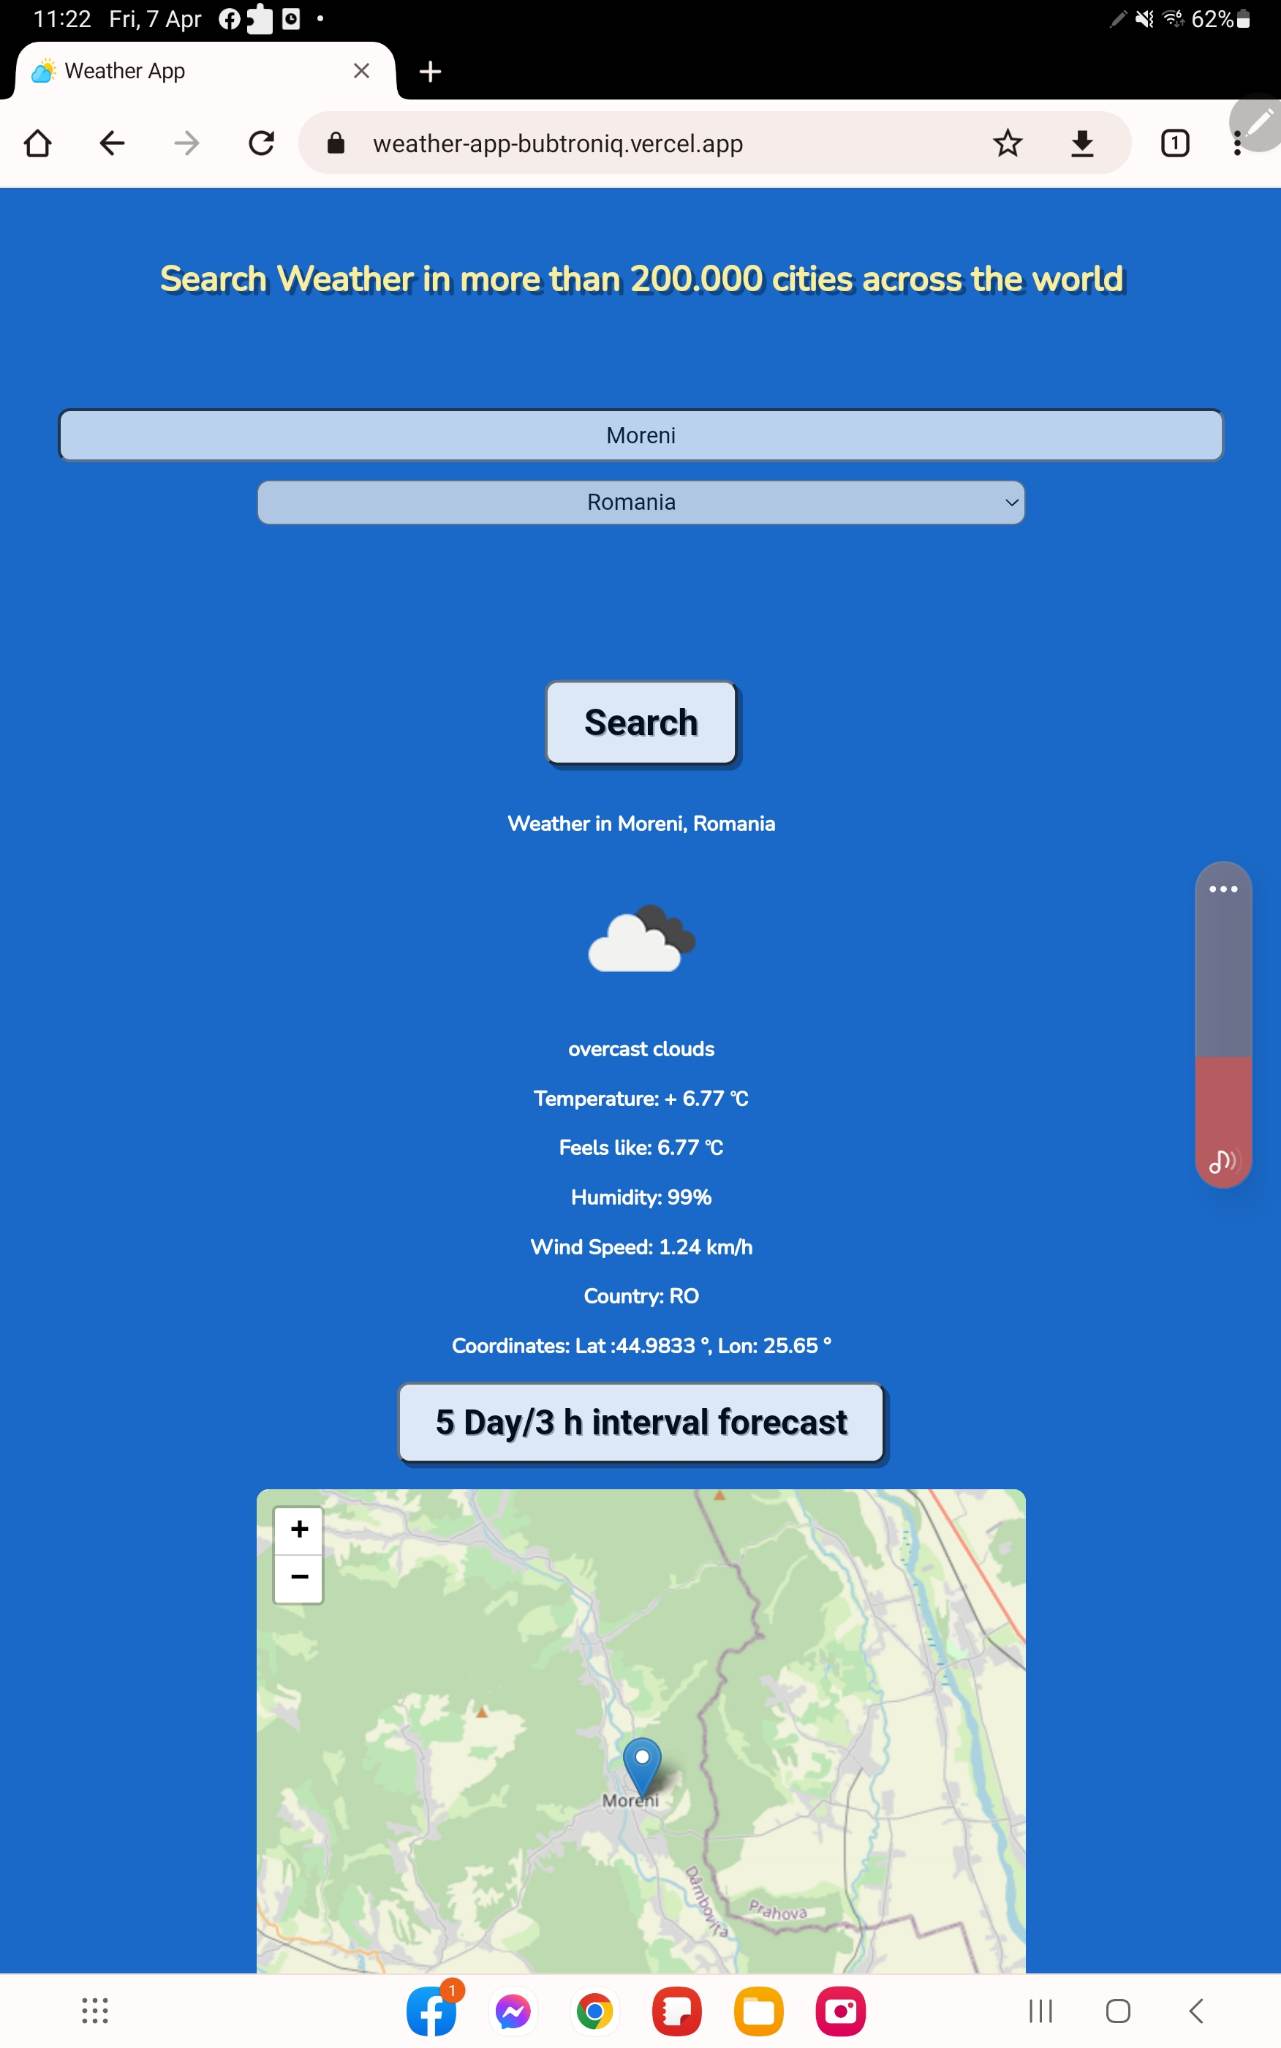 11:22 Fri, 7 Apr
62%
Weather App
weather-app-bubtroniq.vercel.app
1
Search Weather in more than 200.000 cities across the world
Moreni
Romania
Search
Weather in Moreni, Romania
overcast clouds
Temperature: + 6.77 ℃
Feels like: 6.77 ℃
Humidity: 99%
Wind Speed: 1.24 km/h
Country: RO
Coordinates: Lat :44.9833 °, Lon: 25.65 °
5 Day/3 h interval forecast
+
−
Moreni
Dâmbovița
Prahova
1